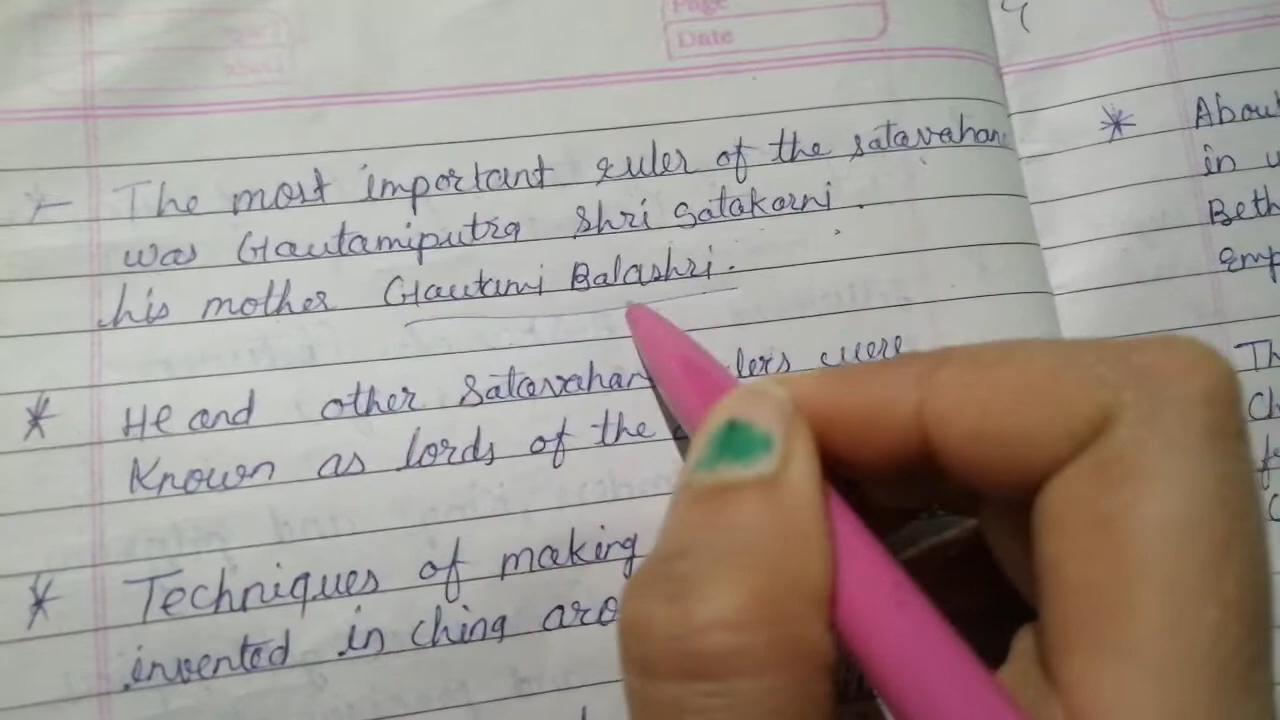 Page
Date
* The most important ruler of the satavahan
was Gautamiputra Shri Satakarni.
his mother Gautami Balashri.
* He and other Satavahan lers were
Known as lords of the
* Techniques of making
invented in china aro
* Abou
in
Beth
emp
Th
Ch